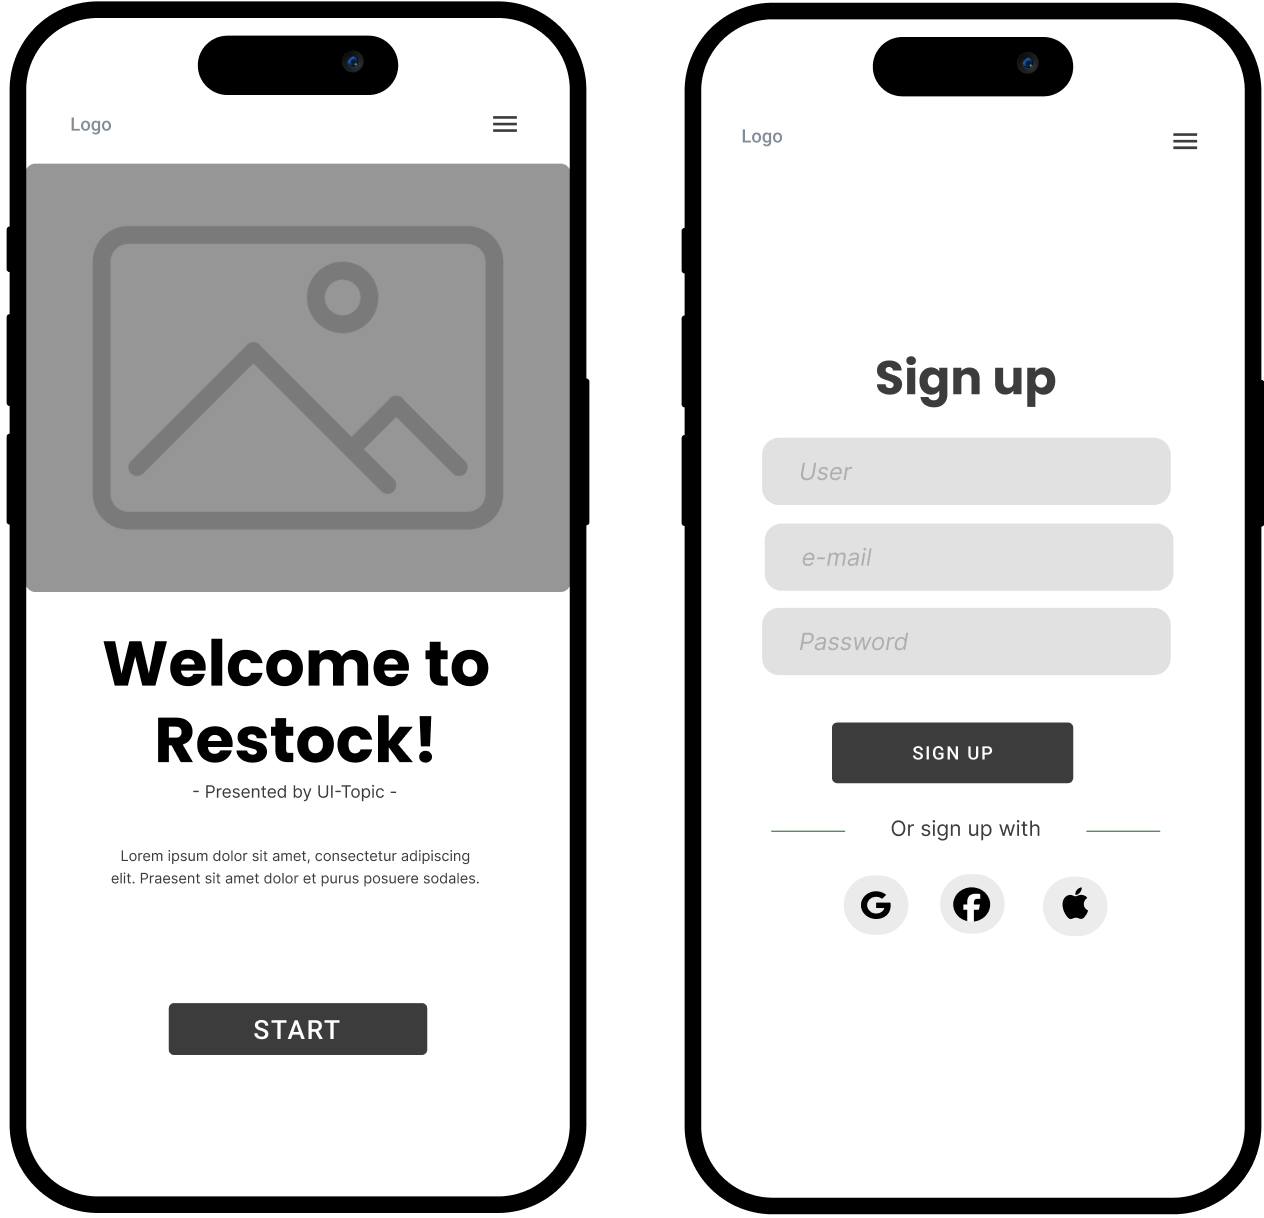 Logo
Welcome to
Restock!
- Presented by UI-Topic -
Lorem ipsum dolor sit amet, consectetur adipiscing
elit. Praesent sit amet dolor et purus posuere sodales.
START
Logo
Sign up
User
e-mail
Password
SIGN UP
Or sign up with